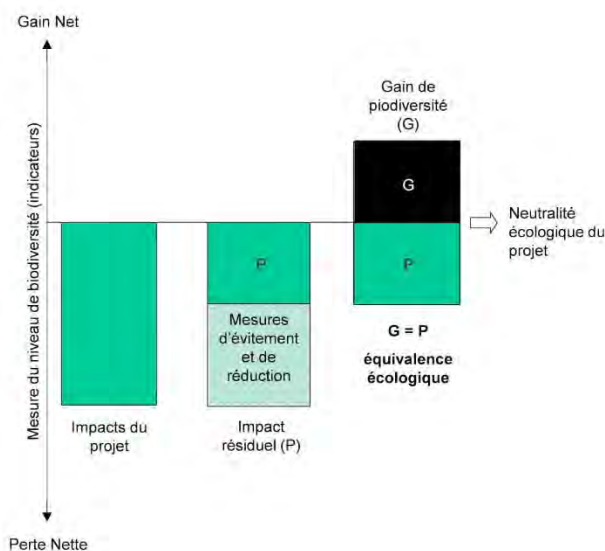 Gain Net
Mesure du niveau de biodiversité (indicateurs)
Perte Nette
Impacts du
projet
P
Mesures
d'évitement
et de
réduction
Impact
résiduel (P)
Gain de
piodiversité
(G)
G
P
G = P
équivalence
écologique
Neutralité
écologique du
projet